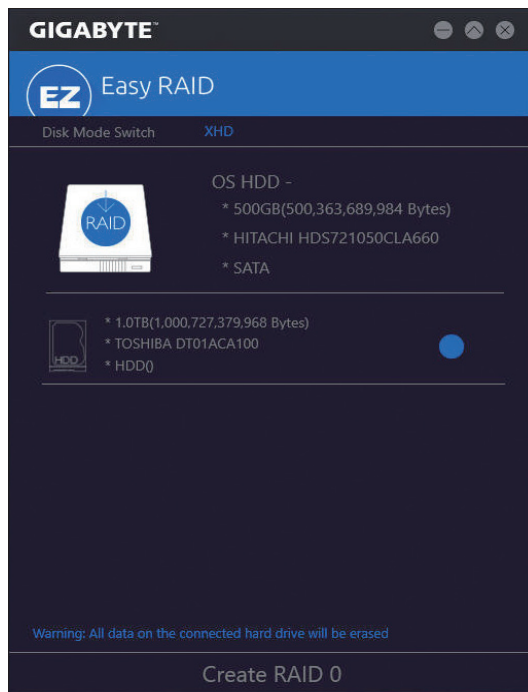 GIGABYTE™
EZ Easy RAID
Disk Mode Switch XHD
RAID
OS HDD -
* 500GB(500,363,689,984 Bytes)
* HITACHI HDS721050CLA660
* SATA
HDD
* 1.0TB(1,000,727,379,968 Bytes)
* TOSHIBA DT01ACA100
* HDD()
Warning: All data on the connected hard drive will be erased
Create RAID 0